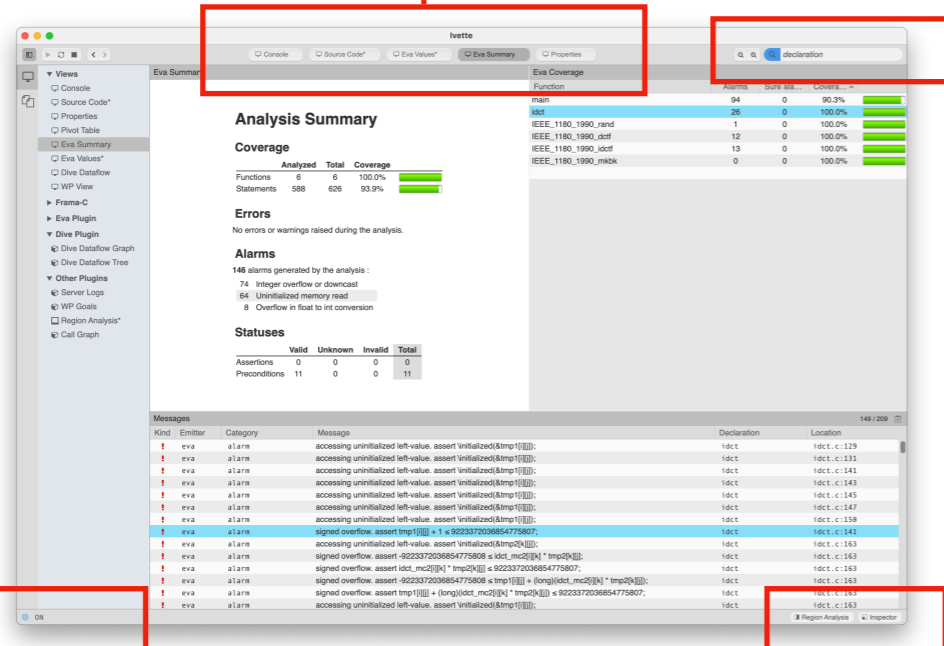 Ivette
Console Source Code* Eva Values* Eva Summary Properties declaration
Views
Console
Source Code*
Properties
Pivot Table
Eva Summary
Eva Values*
Dive Dataflow
WP View
Frama-C
Eva Plugin
Dive Plugin
Dive Dataflow Graph
Dive Dataflow Tree
Other Plugins
Server Logs
WP Goals
Region Analysis*
Call Graph
Eva Summary
Analysis Summary
Coverage
Analyzed Total Coverage
Functions 6 6 100.0%
Statements 588 626 93.9%
Errors
No errors or warnings raised during the analysis.
Alarms
146 alarms generated by the analysis :
74 Integer overflow or downcast
64 Uninitialized memory read
8 Overflow in float to int conversion
Statuses
Valid Unknown Invalid Total
Assertions 0 0 0 0
Preconditions 11 0 0 11
Eva Coverage
Function Alarms Sure ala... Covera...
main 94 0 90.3%
idct 26 0 100.0%
IEEE_1180_1990_rand 1 0 100.0%
IEEE_1180_1990_dctf 12 0 100.0%
IEEE_1180_1990_idctf 13 0 100.0%
IEEE_1180_1990_mkbk 0 0 100.0%
Messages 149 / 209
Kind Emitter Category Message Declaration Location
! eva alarm accessing uninitialized left-value. assert \initialized(&tmp1[i][j]); idct idct.c:129
! eva alarm accessing uninitialized left-value. assert \initialized(&tmp1[i][j]); idct idct.c:131
! eva alarm accessing uninitialized left-value. assert \initialized(&tmp1[i][j]); idct idct.c:141
! eva alarm accessing uninitialized left-value. assert \initialized(&tmp1[i][j]); idct idct.c:143
! eva alarm accessing uninitialized left-value. assert \initialized(&tmp1[i][j]); idct idct.c:145
! eva alarm accessing uninitialized left-value. assert \initialized(&tmp1[i][j]); idct idct.c:147
! eva alarm accessing uninitialized left-value. assert \initialized(&tmp1[i][j]); idct idct.c:150
! eva alarm signed overflow. assert tmp1[i][j] + 1 ≤ 9223372036854775807; idct idct.c:141
! eva alarm accessing uninitialized left-value. assert \initialized(&tmp2[k][j]); idct idct.c:163
! eva alarm signed overflow. assert -9223372036854775808 ≤ idct_mc2[i][k] * tmp2[k][j]; idct idct.c:163
! eva alarm signed overflow. assert idct_mc2[i][k] * tmp2[k][j] ≤ 9223372036854775807; idct idct.c:163
! eva alarm signed overflow. assert -9223372036854775808 ≤ tmp1[i][j] + (long)(idct_mc2[i][k] * tmp2[k][j]); idct idct.c:163
! eva alarm signed overflow. assert tmp1[i][j] + (long)(idct_mc2[i][k] * tmp2[k][j]) ≤ 9223372036854775807; idct idct.c:163
! eva alarm accessing uninitialized left-value. assert \initialized(&tmp1[i][j]); idct idct.c:163
ON Region Analysis Inspector